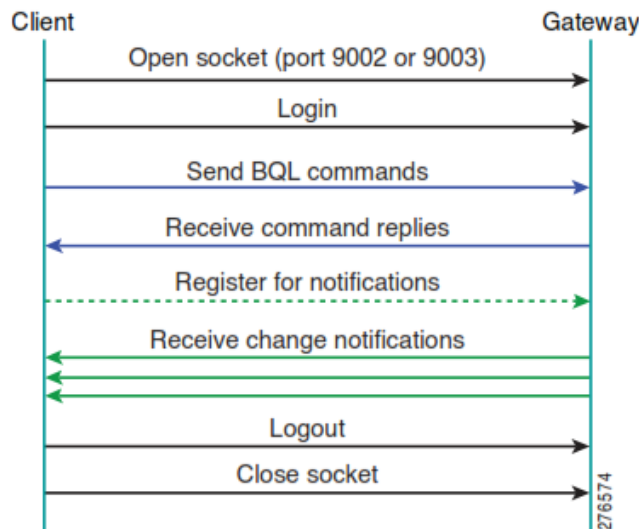 Client
Gateway
Open socket (port 9002 or 9003)
Login
Send BQL commands
Receive command replies
Register for notifications
Receive change notifications
Logout
Close socket
276574